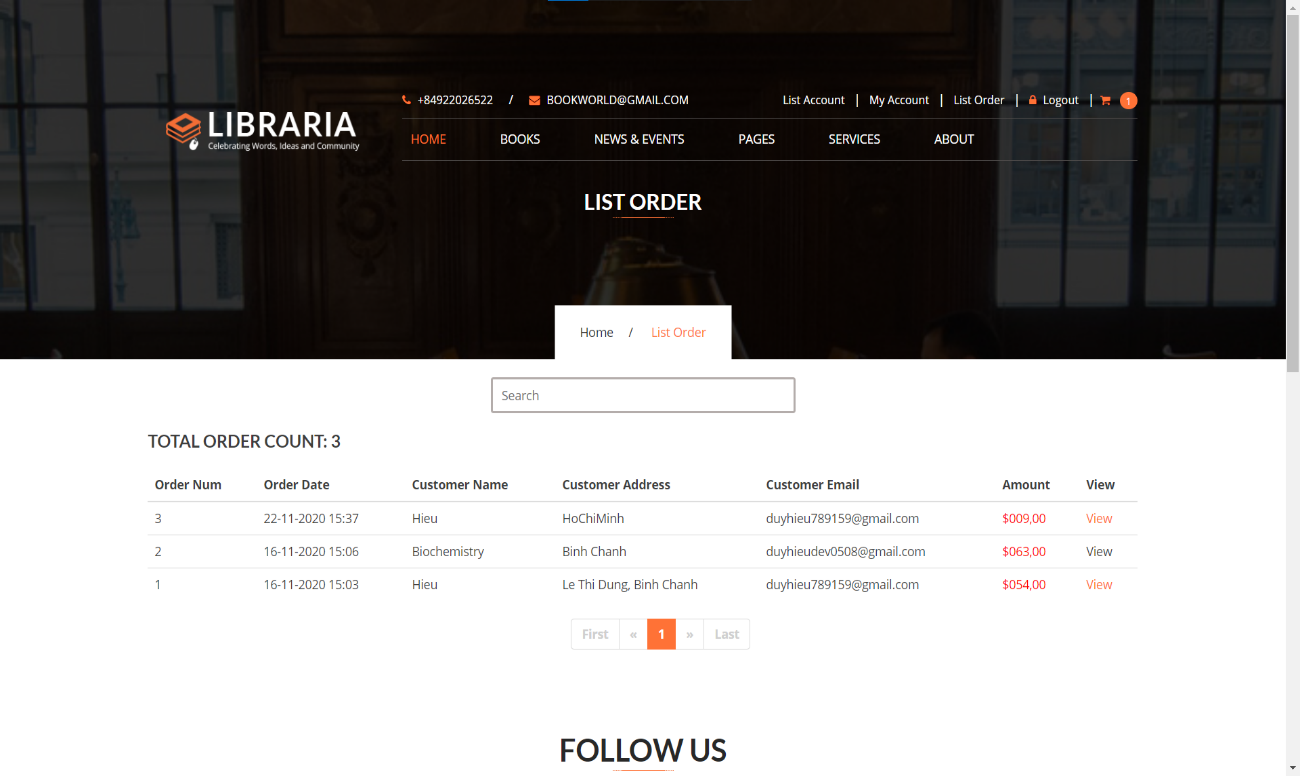 +84922026522 / BOOKWORLD@GMAIL.COM List Account | My Account | List Order | Logout | 1
LIBRARIA
Celebrating Words, Ideas and Community
HOME BOOKS NEWS & EVENTS PAGES SERVICES ABOUT
LIST ORDER
Home / List Order
Search
TOTAL ORDER COUNT: 3
Order Num Order Date Customer Name Customer Address Customer Email Amount View
3 22-11-2020 15:37 Hieu HoChiMinh duyhieu789159@gmail.com $009,00 View
2 16-11-2020 15:06 Biochemistry Binh Chanh duyhieudev0508@gmail.com $063,00 View
1 16-11-2020 15:03 Hieu Le Thi Dung, Binh Chanh duyhieu789159@gmail.com $054,00 View
First « 1 » Last
FOLLOW US